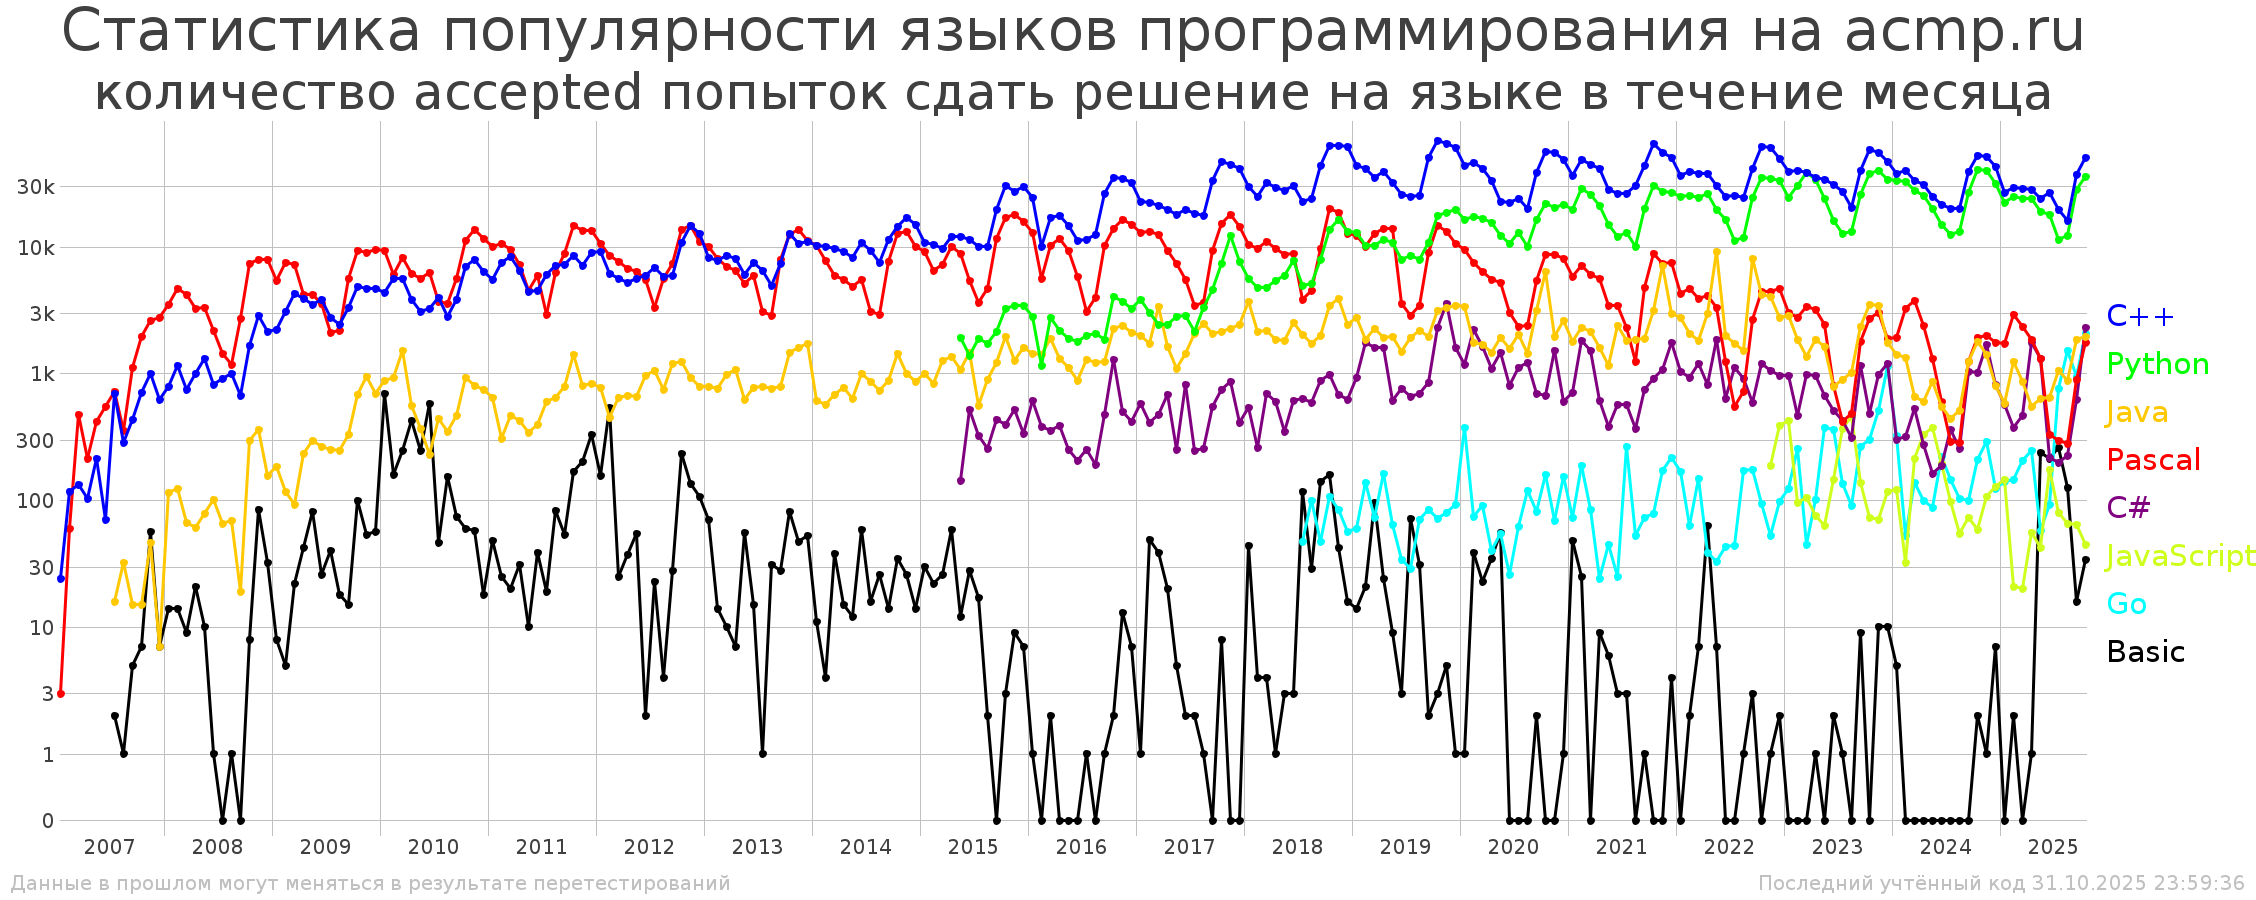 Статистика популярности языков программирования на acmp.ru
количество accepted попыток сдать решение на языке в течение месяца
30k
10k
3k
1k
300
100
30
10
3
1
0
C++
Python
Java
Pascal
C#
JavaScript
Go
Basic
2007 2008 2009 2010 2011 2012 2013 2014 2015 2016 2017 2018 2019 2020 2021 2022 2023 2024 2025
Данные в прошлом могут меняться в результате перетестирований
Последний учтённый код 31.10.2025 23:59:36